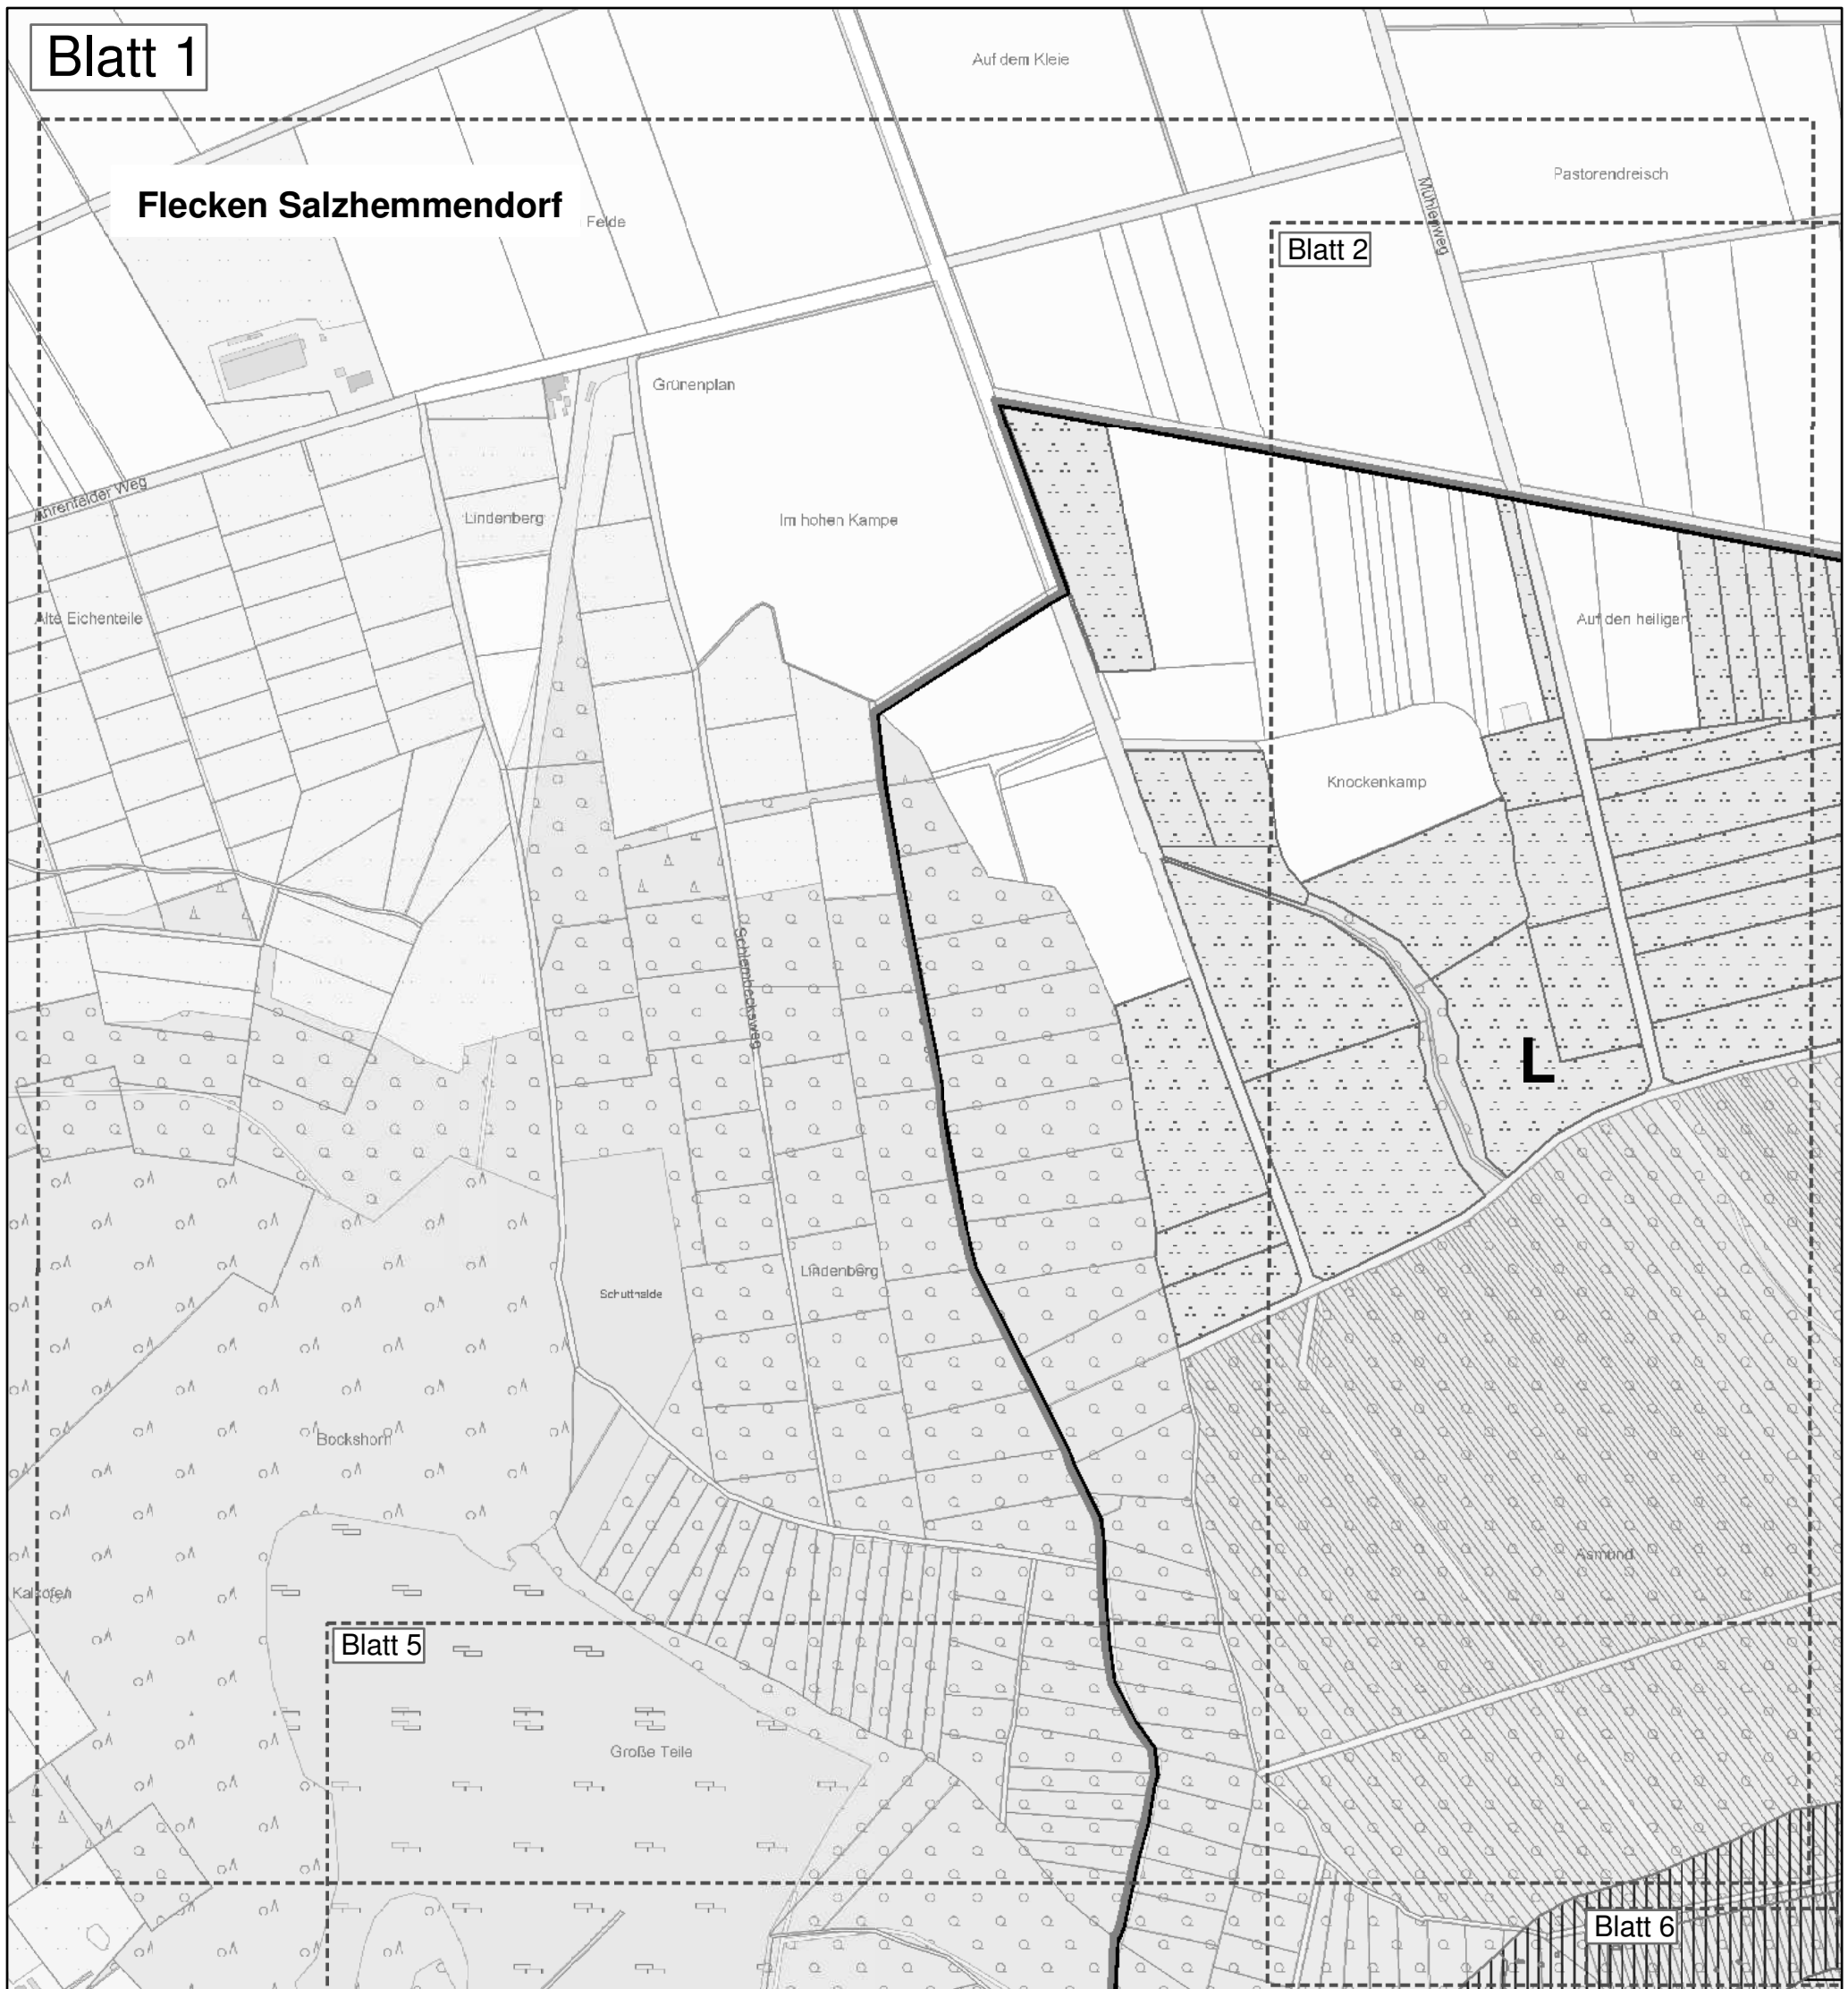 Blatt 1
Auf dem Kleie
Pastorendreisch
Mühlenweg
Flecken Salzhemmendorf
Felde
Blatt 2
Grünenplan
Ahrenfelder Weg
Lindenberg
Im hohen Kampe
Alte Eichenteile
Auf den heiligen
Knockenkamp
Schlembecksweg
L
Lindenberg
Schutthalde
Bockshorn
Asmund
Kalkofen
Blatt 5
Große Teile
Blatt 6